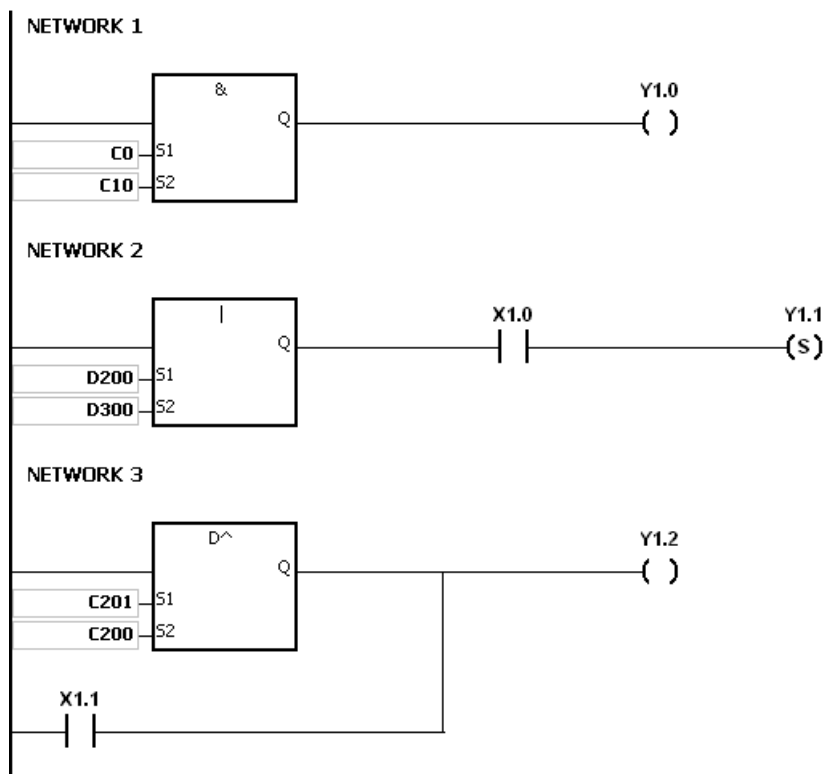 NETWORK 1
&
Y1.0
Q
( )
C0 S1
C10 S2
NETWORK 2
|
X1.0
Y1.1
Q
(S)
D200 S1
D300 S2
NETWORK 3
D^
Y1.2
Q
( )
C201 S1
C200 S2
X1.1